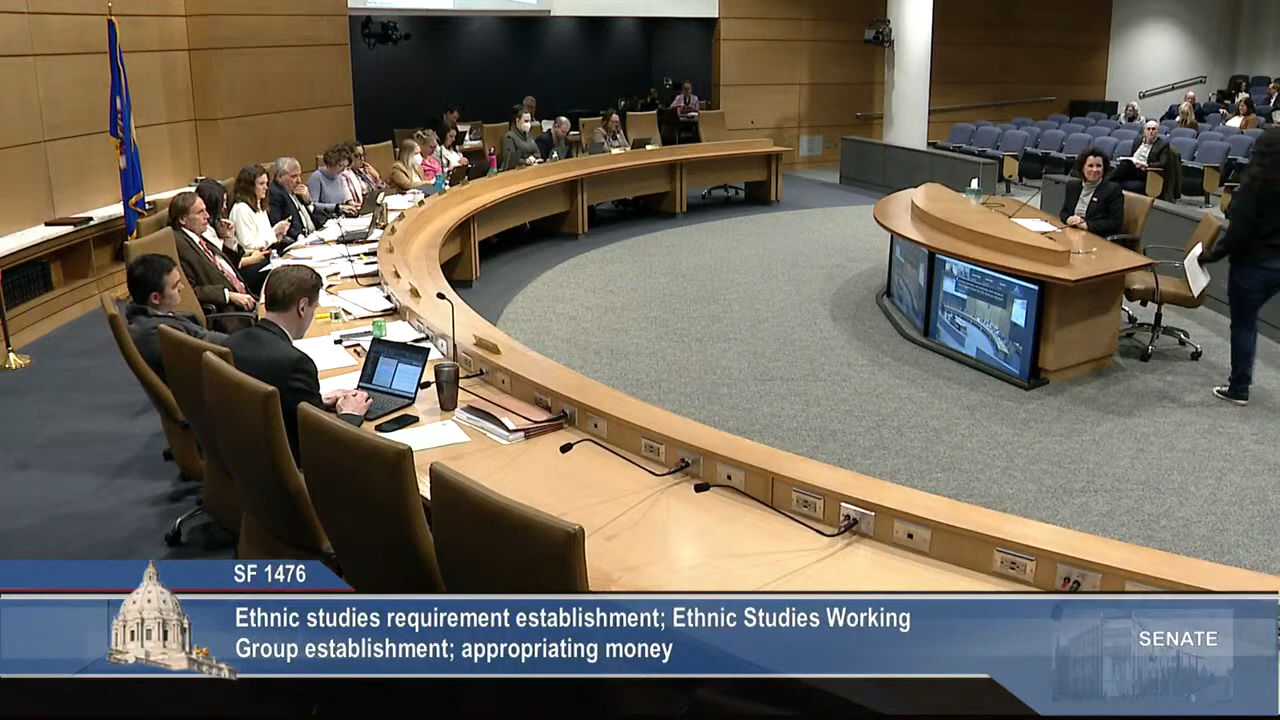 SF 1476
Ethnic studies requirement establishment; Ethnic Studies Working
Group establishment; appropriating money
SENATE